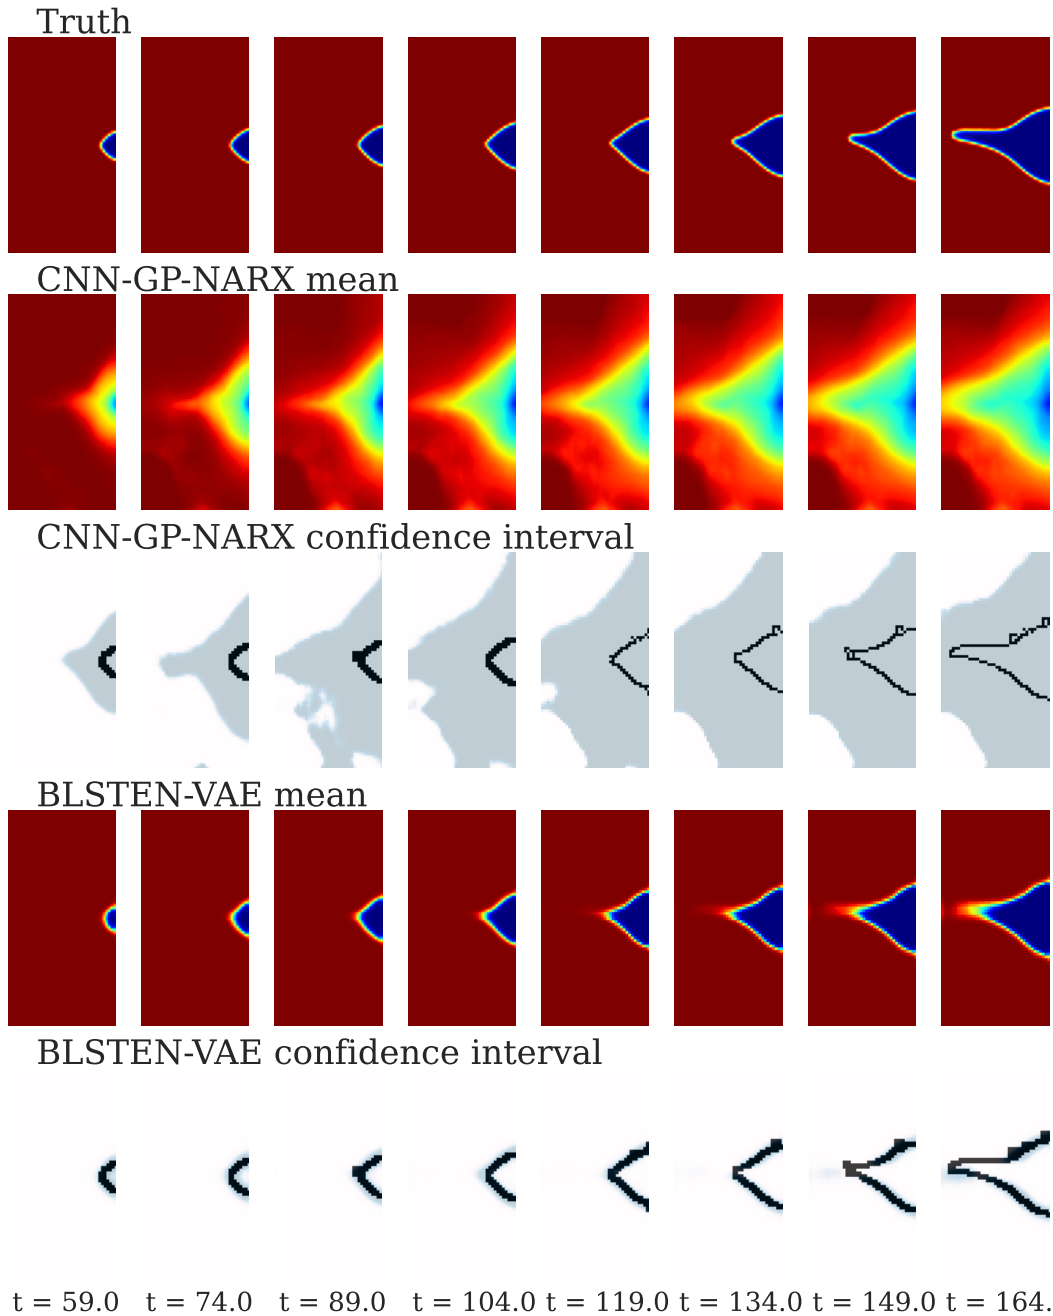 Truth
CNN-GP-NARX mean
CNN-GP-NARX confidence interval
BLSTEN-VAE mean
BLSTEN-VAE confidence interval
t = 59.0 t = 74.0 t = 89.0 t = 104.0 t = 119.0 t = 134.0 t = 149.0 t = 164.